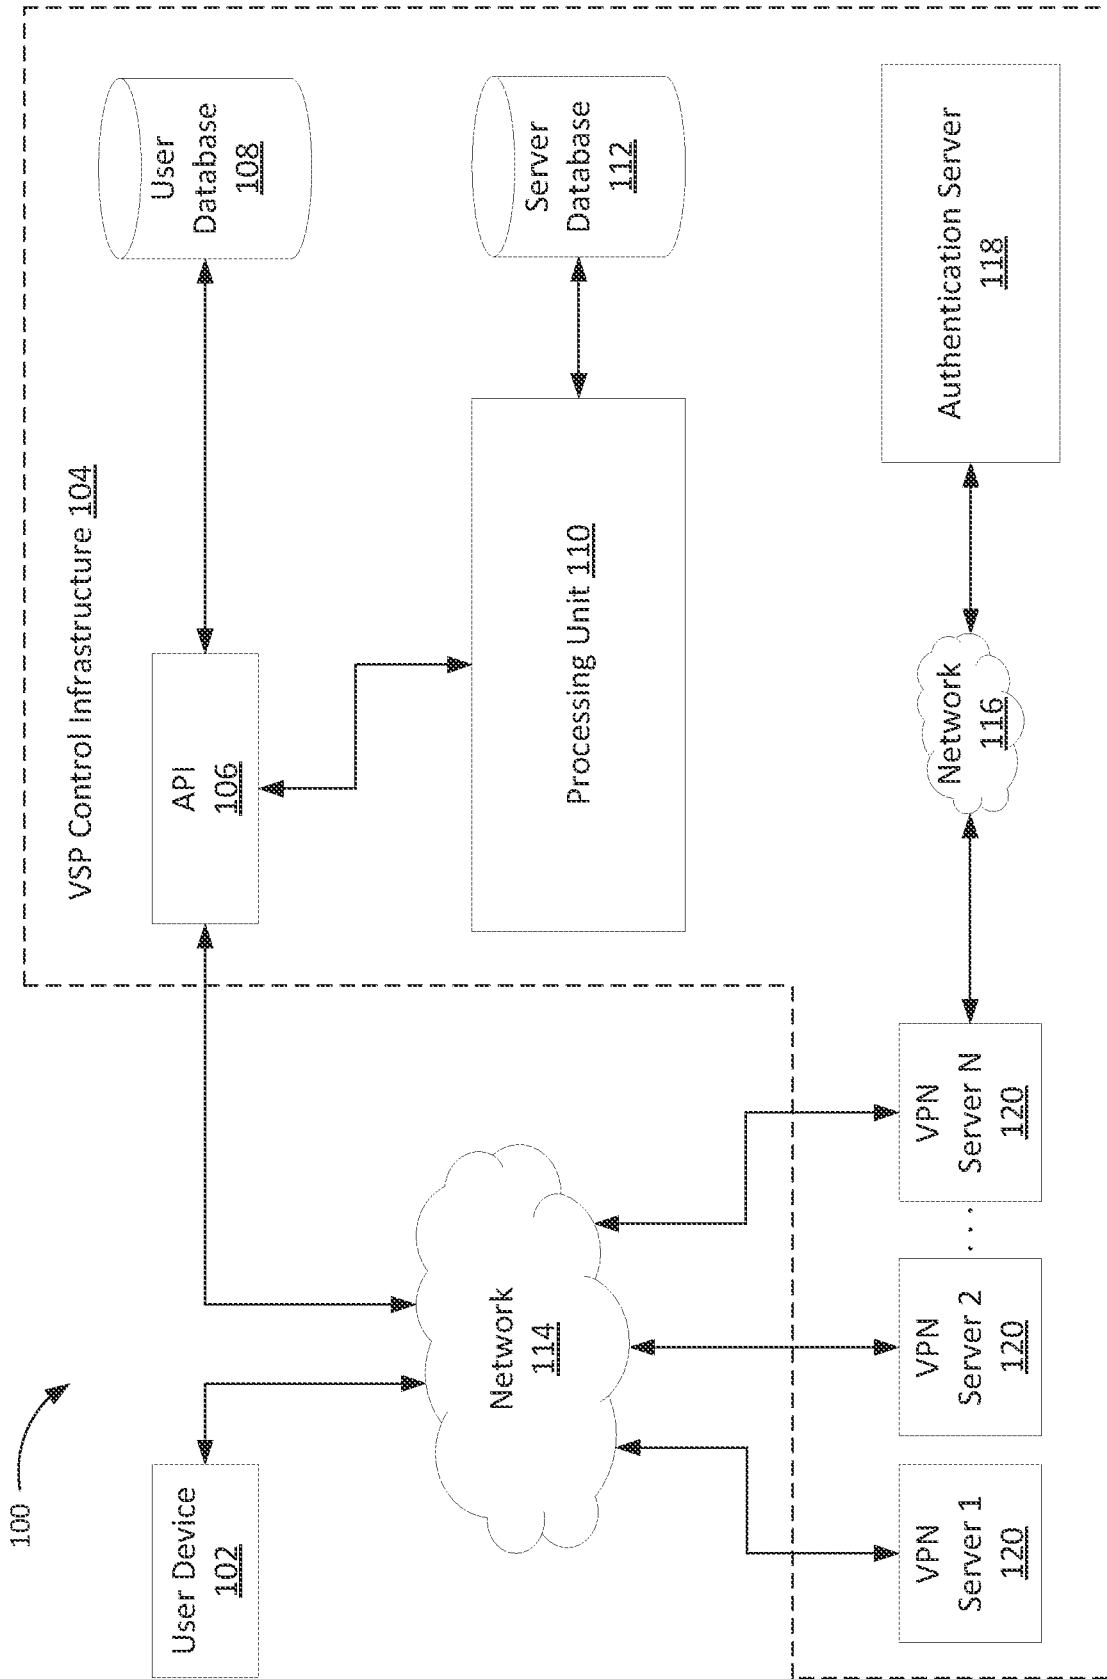 100
VSP Control Infrastructure 104
User Device
102
API
106
User
Database
108
Network
114
Processing Unit 110
Server
Database
112
VPN
Server 1
120
VPN
Server 2
120
. . .
VPN
Server N
120
Network
116
Authentication Server
118